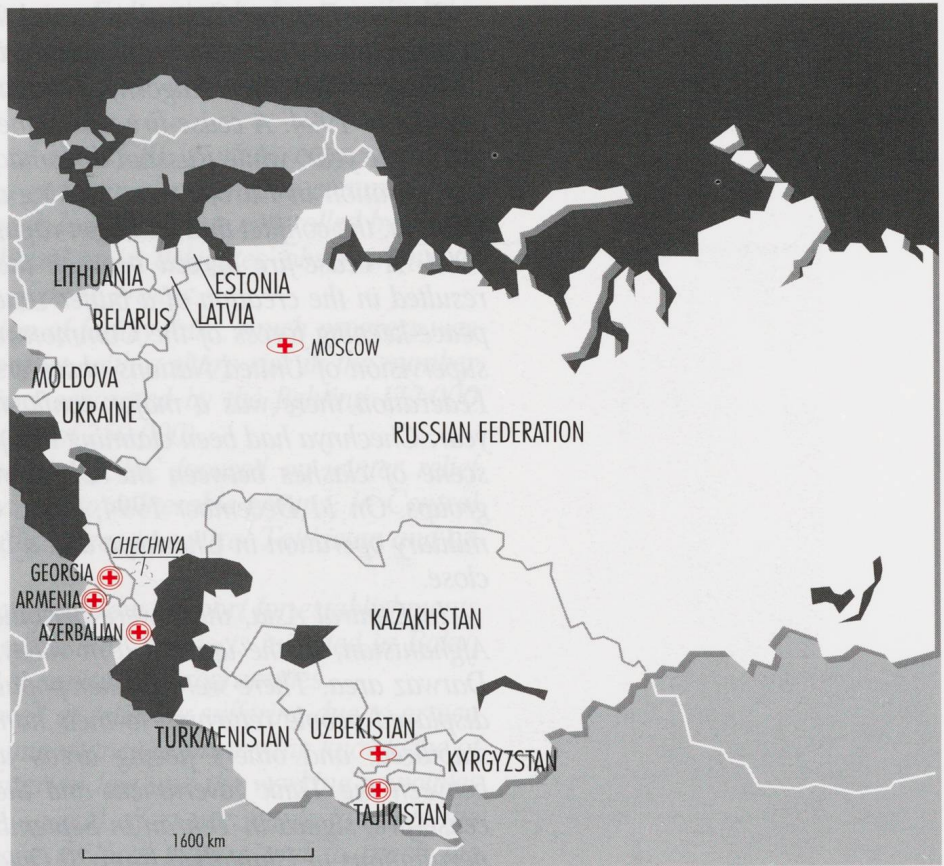 LITHUANIA
ESTONIA
LATVIA
BELARUS
MOSCOW
MOLDOVA
UKRAINE
RUSSIAN FEDERATION
CHECHNYA
GEORGIA
ARMENIA
AZERBAIJAN
KAZAKHSTAN
TURKMENISTAN
UZBEKISTAN
KYRGYZSTAN
TAJIKISTAN
1600 km